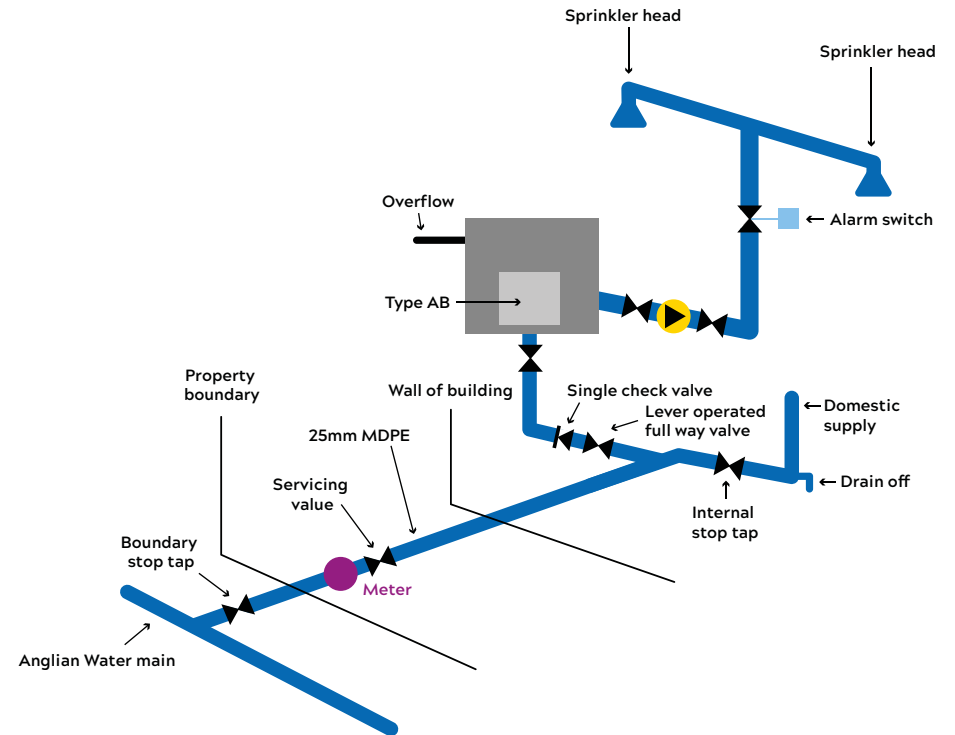 Sprinkler head
Sprinkler head
Overflow
Alarm switch
Type AB
Property
boundary
Wall of building
Single check valve
Lever operated
full way valve
Domestic
supply
25mm MDPE
Servicing
value
Drain off
Internal
stop tap
Boundary
stop tap
Meter
Anglian Water main